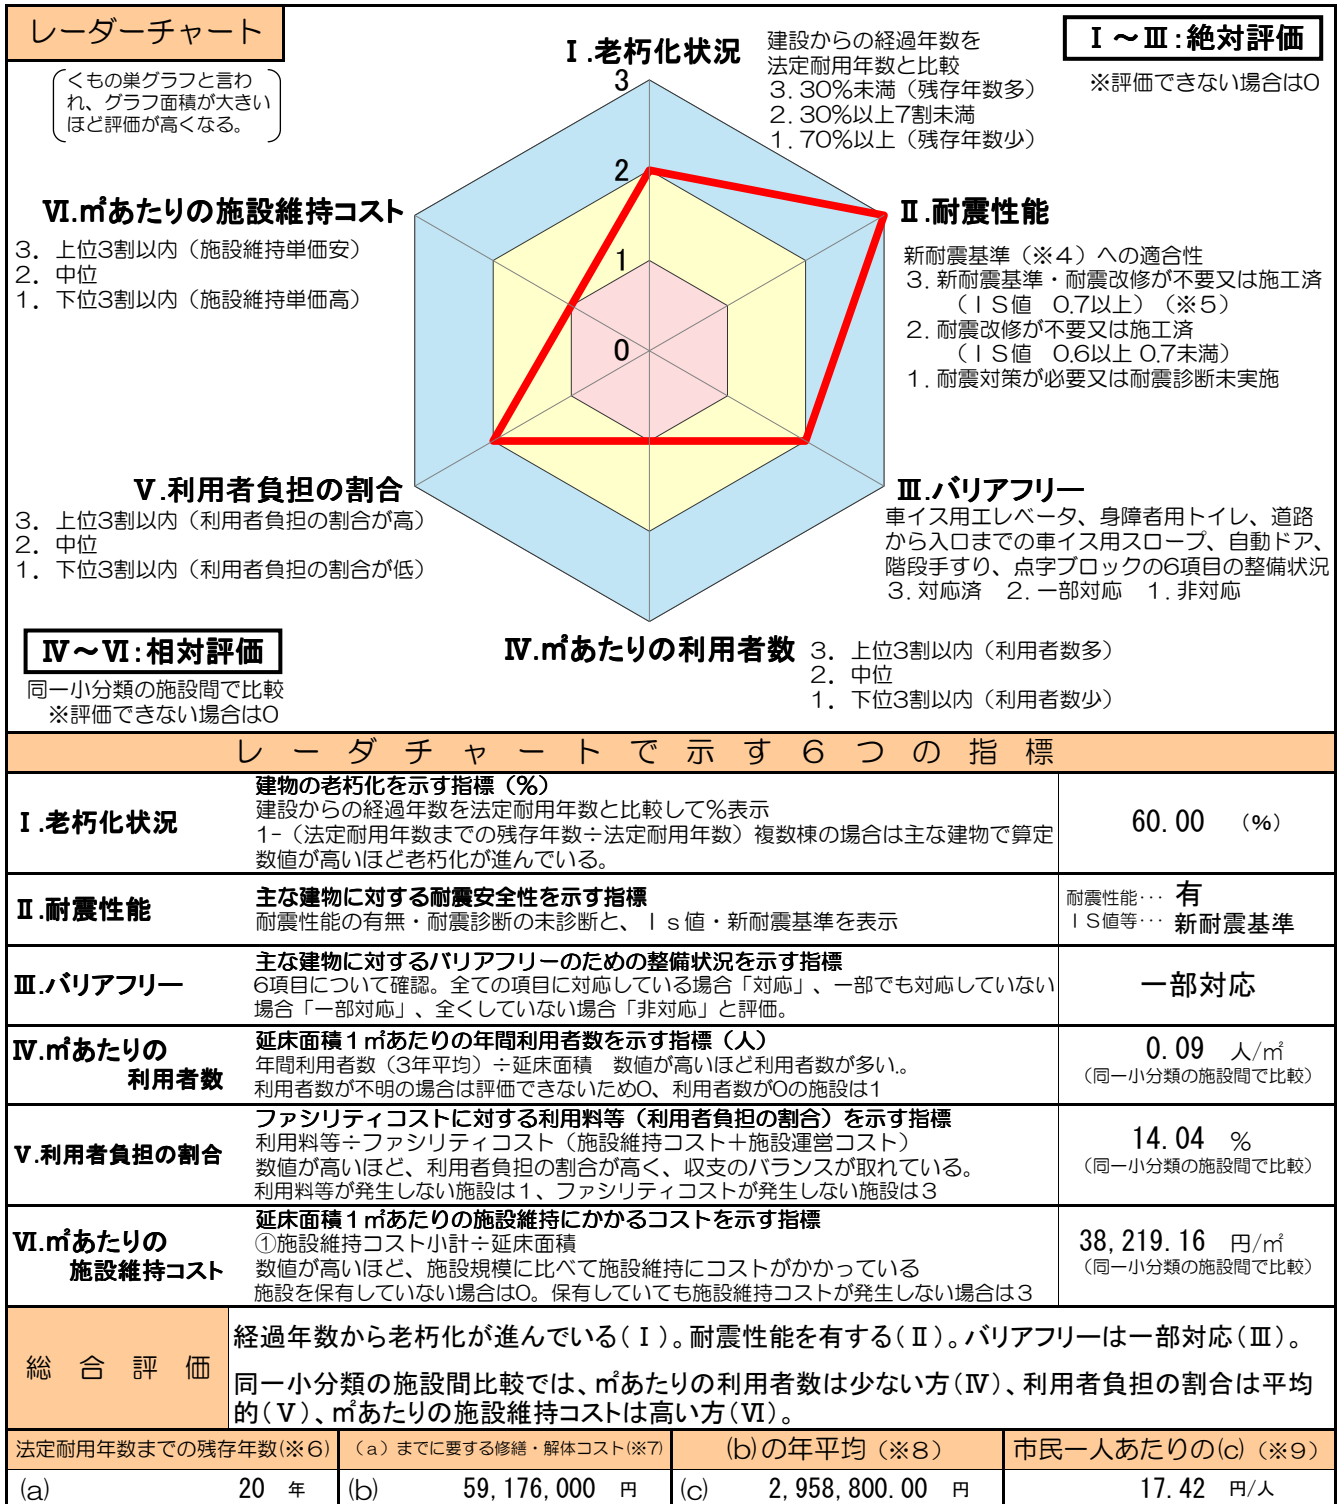 レーダーチャート
くもの巣グラフと言わ
れ、グラフ面積が大きい
ほど評価が高くなる。
Ⅰ～Ⅲ:絶対評価
※評価できない場合は0
Ⅰ.老朽化状況
建設からの経過年数を
法定耐用年数と比較
3. 30%未満（残存年数多）
2. 30%以上7割未満
1. 70%以上（残存年数少）
3
2
1
0
Ⅵ.㎡あたりの施設維持コスト
3. 上位3割以内（施設維持単価安）
2. 中位
1. 下位3割以内（施設維持単価高）
Ⅱ.耐震性能
新耐震基準（※4）への適合性
3. 新耐震基準・耐震改修が不要又は施工済
（ＩＳ値 0.7以上）（※5）
2. 耐震改修が不要又は施工済
（ＩＳ値 0.6以上 0.7未満）
1. 耐震対策が必要又は耐震診断未実施
Ⅴ.利用者負担の割合
3. 上位3割以内（利用者負担の割合が高）
2. 中位
1. 下位3割以内（利用者負担の割合が低）
Ⅲ.バリアフリー
車イス用エレベータ、身障者用トイレ、道路
から入口までの車イス用スロープ、自動ドア、
階段手すり、点字ブロックの6項目の整備状況
3. 対応済 2. 一部対応 1. 非対応
Ⅳ～Ⅵ:相対評価
同一小分類の施設間で比較
※評価できない場合は0
Ⅳ.㎡あたりの利用者数
3. 上位3割以内（利用者数多）
2. 中位
1. 下位3割以内（利用者数少）
レーダチャートで示す6つの指標
Ⅰ.老朽化状況
建物の老朽化を示す指標（%）
建設からの経過年数を法定耐用年数と比較して%表示
1-（法定耐用年数までの残存年数÷法定耐用年数）複数棟の場合は主な建物で算定
数値が高いほど老朽化が進んでいる。
60.00 （%）
Ⅱ.耐震性能
主な建物に対する耐震安全性を示す指標
耐震性能の有無・耐震診断の未診断と、Ｉｓ値・新耐震基準を表示
耐震性能… 有
ＩＳ値等… 新耐震基準
Ⅲ.バリアフリー
主な建物に対するバリアフリーのための整備状況を示す指標
6項目について確認。全ての項目に対応している場合「対応」、一部でも対応していない
場合「一部対応」、全くしていない場合「非対応」と評価。
一部対応
Ⅳ.㎡あたりの
利用者数
延床面積1㎡あたりの年間利用者数を示す指標（人）
年間利用者数（3年平均）÷延床面積 数値が高いほど利用者数が多い。
利用者数が不明の場合は評価できないため0、利用者数が0の施設は1
0.09 人/㎡
（同一小分類の施設間で比較）
Ⅴ.利用者負担の割合
ファシリティコストに対する利用料等（利用者負担の割合）を示す指標
利用料等÷ファシリティコスト（施設維持コスト＋施設運営コスト）
数値が高いほど、利用者負担の割合が高く、収支のバランスが取れている。
利用料等が発生しない施設は1、ファシリティコストが発生しない施設は3
14.04 %
（同一小分類の施設間で比較）
Ⅵ.㎡あたりの
施設維持コスト
延床面積1㎡あたりの施設維持にかかるコストを示す指標
①施設維持コスト小計÷延床面積
数値が高いほど、施設規模に比べて施設維持にコストがかかっている
施設を保有していない場合は0。保有していても施設維持コストが発生しない場合は3
38,219.16 円/㎡
（同一小分類の施設間で比較）
総合評価
経過年数から老朽化が進んでいる(Ⅰ)。耐震性能を有する(Ⅱ)。バリアフリーは一部対応(Ⅲ)。
同一小分類の施設間比較では、㎡あたりの利用者数は少ない方(Ⅳ)、利用者負担の割合は平均
的(Ⅴ)、㎡あたりの施設維持コストは高い方(Ⅵ)。
法定耐用年数までの残存年数(※6)
（a）までに要する修繕・解体コスト(※7)
(b)の年平均（※8）
市民一人あたりの(c)（※9）
(a) 20 年
(b) 59,176,000 円
(c) 2,958,800.00 円
17.42 円/人